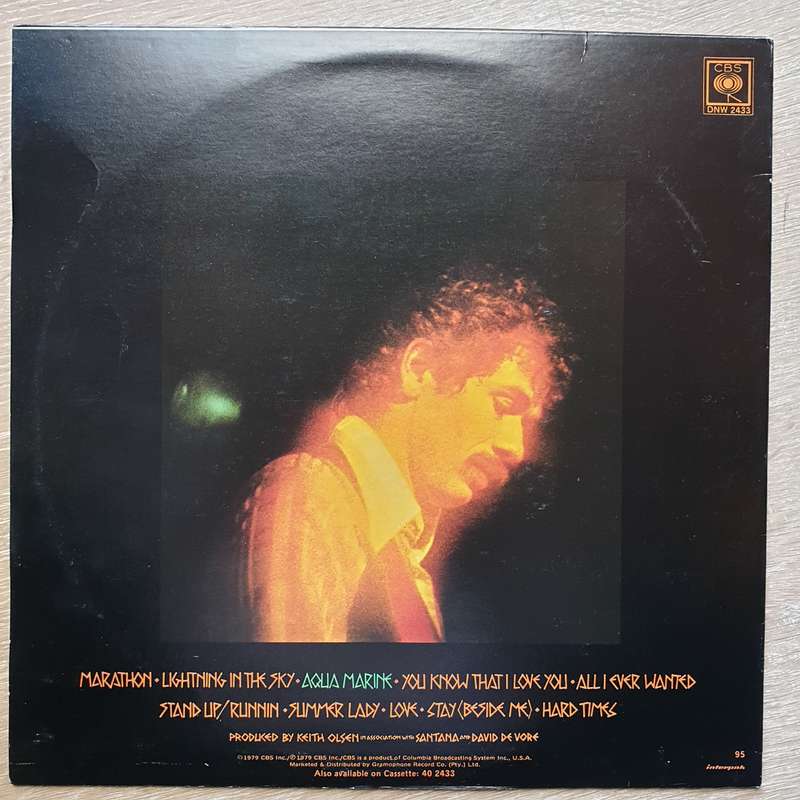 CBS
DNW 2433
MARATHON • LIGHTNING IN THE SKY • AQUA MARINE • YOU KNOW THAT I LOVE YOU • ALL I EVER WANTED
STAND UP/RUNNIN • SUMMER LADY • LOVE • STAY (BESIDE ME) • HARD TIMES
PRODUCED BY KEITH OLSEN IN ASSOCIATION WITH SANTANA AND DAVID DE VORE
© 1979 CBS Inc./℗ 1979 CBS Inc./CBS is a product of Columbia Broadcasting System Inc., U.S.A.
Marketed & Distributed by Gramophone Record Co. (Pty.) Ltd.
Also available on Cassette: 40 2433
95
interpak